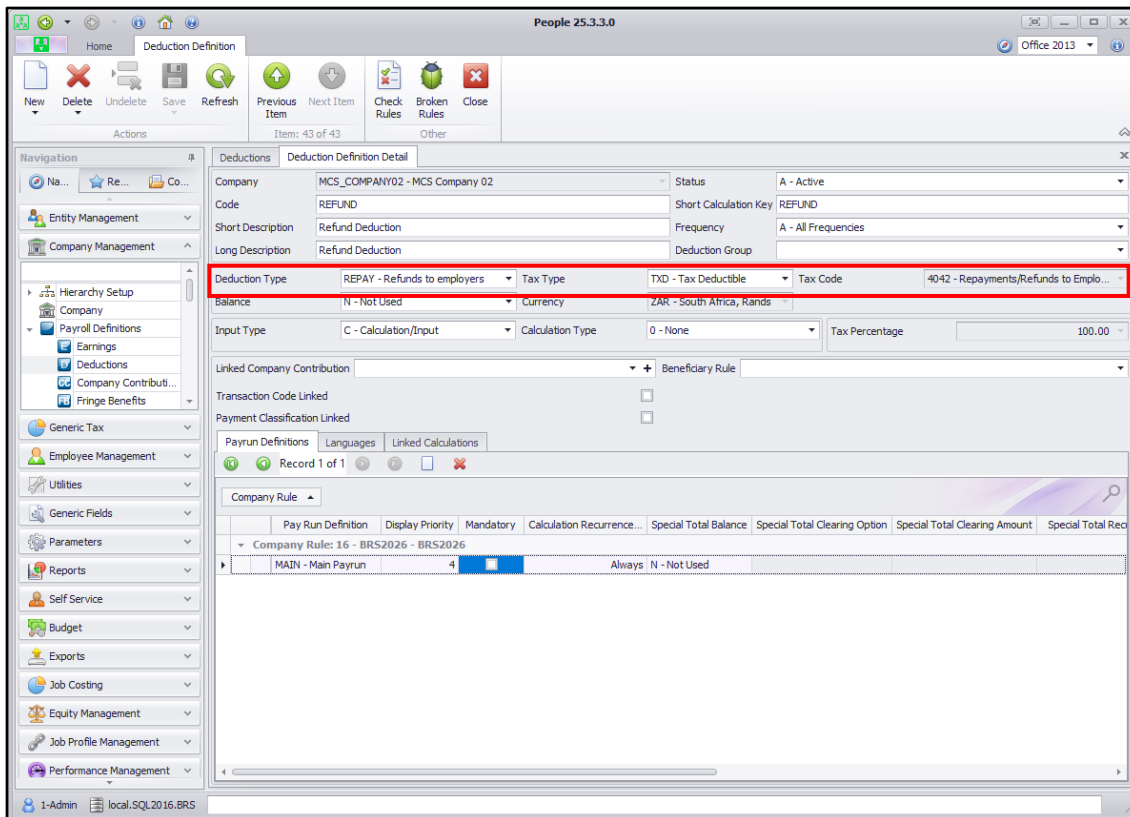 People 25.3.3.0
Home Deduction Definition Office 2013
New Delete Undelete Save Refresh Previous Item Next Item Check Rules Broken Rules Close
Actions Item: 43 of 43 Other
Navigation
Na... Re... Co...
Entity Management
Company Management
Hierarchy Setup
Company
Payroll Definitions
Earnings
Deductions
Company Contributi...
Fringe Benefits
Generic Tax
Employee Management
Utilities
Generic Fields
Parameters
Reports
Self Service
Budget
Exports
Job Costing
Equity Management
Job Profile Management
Performance Management
Deductions Deduction Definition Detail
Company MCS_COMPANY02 - MCS Company 02 Status A - Active
Code REFUND Short Calculation Key REFUND
Short Description Refund Deduction Frequency A - All Frequencies
Long Description Refund Deduction Deduction Group
Deduction Type REPAY - Refunds to employers Tax Type TXD - Tax Deductible Tax Code 4042 - Repayments/Refunds to Emplo...
Balance N - Not Used Currency ZAR - South Africa, Rands
Input Type C - Calculation/Input Calculation Type 0 - None Tax Percentage 100.00
Linked Company Contribution Beneficiary Rule
Transaction Code Linked
Payment Classification Linked
Payrun Definitions Languages Linked Calculations
Record 1 of 1
Company Rule
Pay Run Definition Display Priority Mandatory Calculation Recurrence... Special Total Balance Special Total Clearing Option Special Total Clearing Amount Special Total Rec
Company Rule: 16 - BRS2026 - BRS2026
MAIN - Main Payrun 4 Always N - Not Used
1-Admin local.SQL2016.BRS